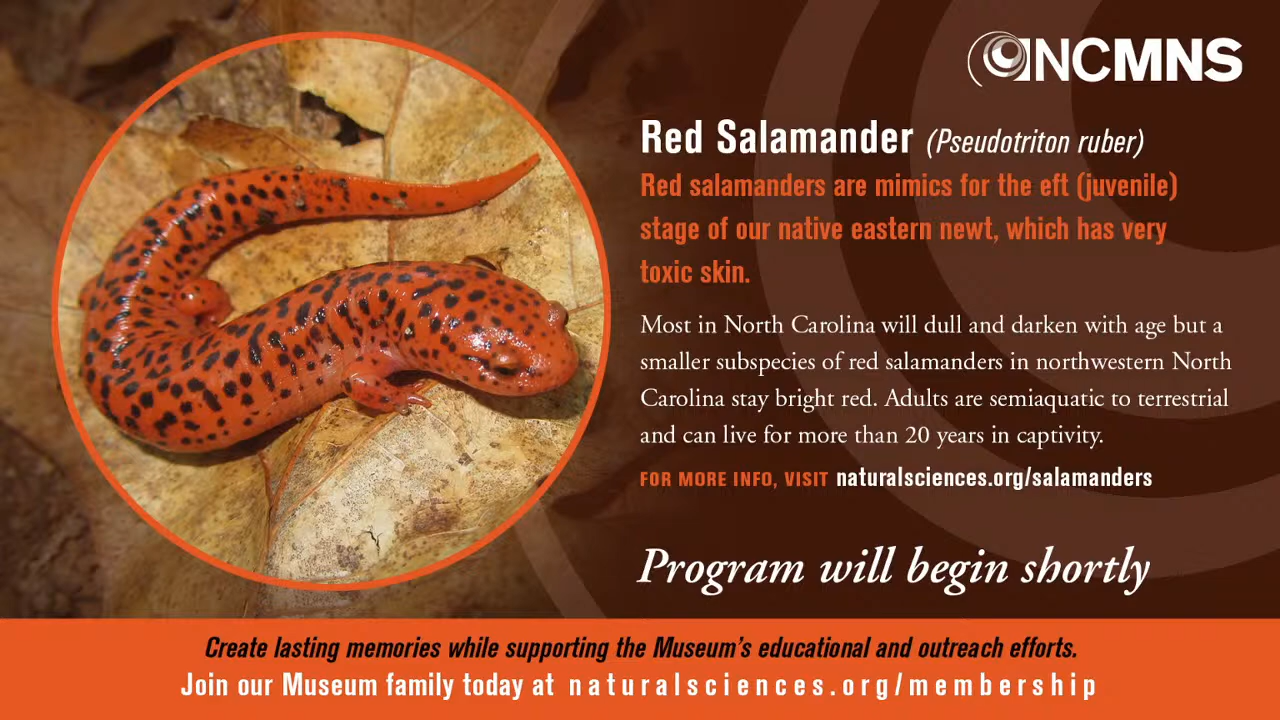 NCMNS
Red Salamander (Pseudotriton ruber)
Red salamanders are mimics for the eft (juvenile)
stage of our native eastern newt, which has very
toxic skin.
Most in North Carolina will dull and darken with age but a
smaller subspecies of red salamanders in northwestern North
Carolina stay bright red. Adults are semiaquatic to terrestrial
and can live for more than 20 years in captivity.
FOR MORE INFO, VISIT naturalsciences.org/salamanders
Program will begin shortly
Create lasting memories while supporting the Museum's educational and outreach efforts.
Join our Museum family today at naturalsciences.org/membership